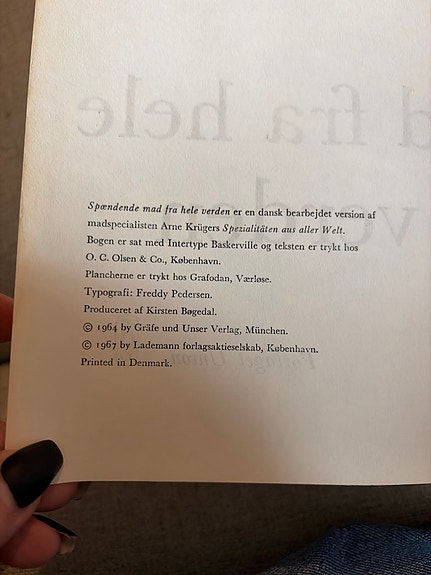 Spændende mad fra hele verden er en dansk bearbejdet version af
madspecialisten Arne Krügers Spezialitäten aus aller Welt.
Bogen er sat med Intertype Baskerville og teksten er trykt hos
O. C. Olsen & Co., København.
Plancherne er trykt hos Grafodan, Værløse.
Typografi: Freddy Pedersen.
Produceret af Kirsten Bøgedal.
© 1964 by Gräfe und Unser Verlag, München.
© 1967 by Lademann forlagsaktieselskab, København.
Printed in Denmark.